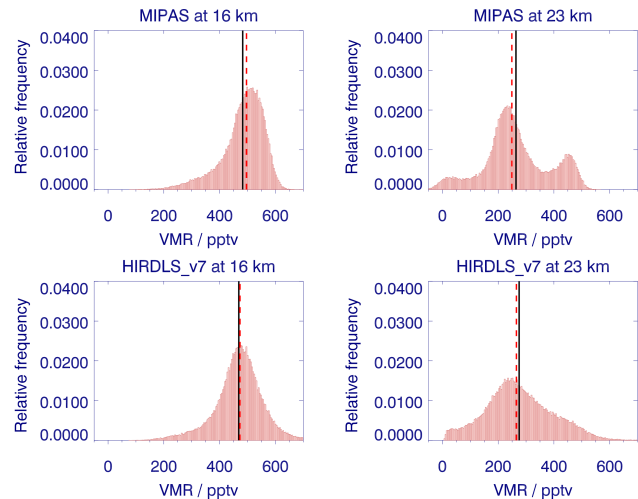 MIPAS at 16 km
0.0400
0.0300
0.0200
0.0100
0.0000
Relative frequency
0 200 400 600
VMR / pptv
MIPAS at 23 km
0.0400
0.0300
0.0200
0.0100
0.0000
Relative frequency
0 200 400 600
VMR / pptv
HIRDLS_v7 at 16 km
0.0400
0.0300
0.0200
0.0100
0.0000
Relative frequency
0 200 400 600
VMR / pptv
HIRDLS_v7 at 23 km
0.0400
0.0300
0.0200
0.0100
0.0000
Relative frequency
0 200 400 600
VMR / pptv